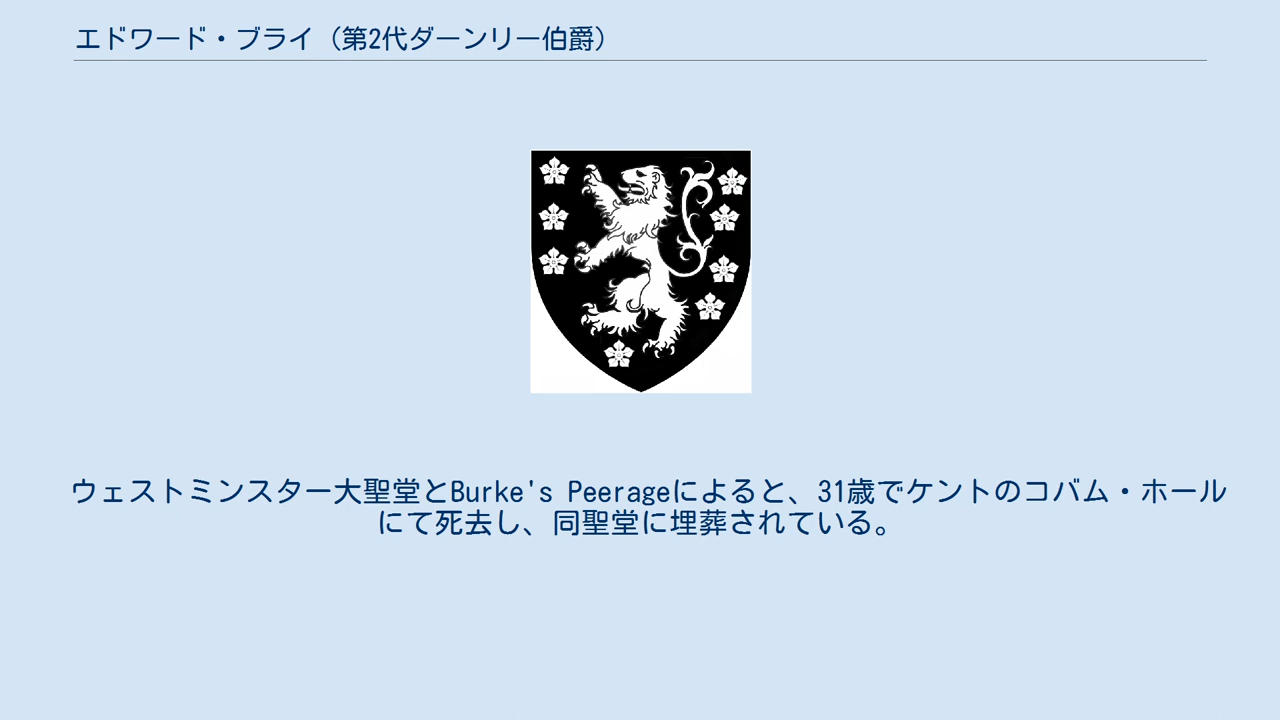 エドワード・ブライ（第2代ダーンリー伯爵）
ウェストミンスター大聖堂とBurke's Peerageによると、31歳でケントのコバム・ホール
にて死去し、同聖堂に埋葬されている。